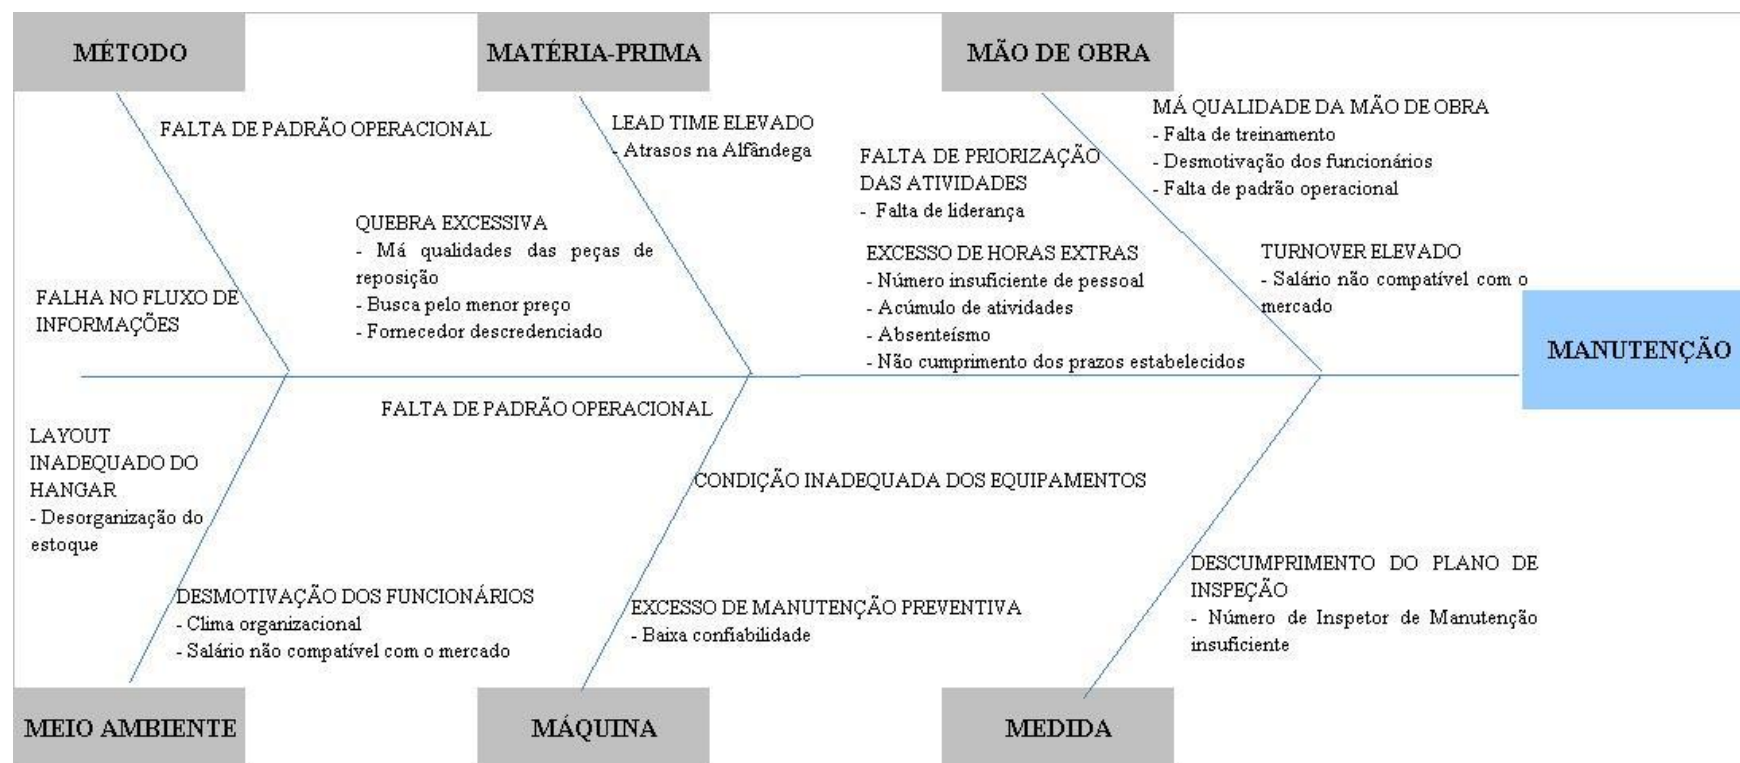 MÉTODO
MATÉRIA-PRIMA
MÃO DE OBRA
FALTA DE PADRÃO OPERACIONAL
FALHA NO FLUXO DE
INFORMAÇÕES
LEAD TIME ELEVADO
- Atrasos na Alfândega
QUEBRA EXCESSIVA
- Má qualidades das peças de
reposição
- Busca pelo menor preço
- Fornecedor descredenciado
MÁ QUALIDADE DA MÃO DE OBRA
- Falta de treinamento
- Desmotivação dos funcionários
- Falta de padrão operacional
FALTA DE PRIORIZAÇÃO
DAS ATIVIDADES
- Falta de liderança
EXCESSO DE HORAS EXTRAS
- Número insuficiente de pessoal
- Acúmulo de atividades
- Absenteísmo
- Não cumprimento dos prazos estabelecidos
TURNOVER ELEVADO
- Salário não compatível com o
mercado
MANUTENÇÃO
LAYOUT
INADEQUADO DO
HANGAR
- Desorganização do
estoque
DESMOTIVAÇÃO DOS FUNCIONÁRIOS
- Clima organizacional
- Salário não compatível com o mercado
FALTA DE PADRÃO OPERACIONAL
CONDIÇÃO INADEQUADA DOS EQUIPAMENTOS
EXCESSO DE MANUTENÇÃO PREVENTIVA
- Baixa confiabilidade
DESCUMPRIMENTO DO PLANO DE
INSPEÇÃO
- Número de Inspetor de Manutenção
insuficiente
MEIO AMBIENTE
MÁQUINA
MEDIDA